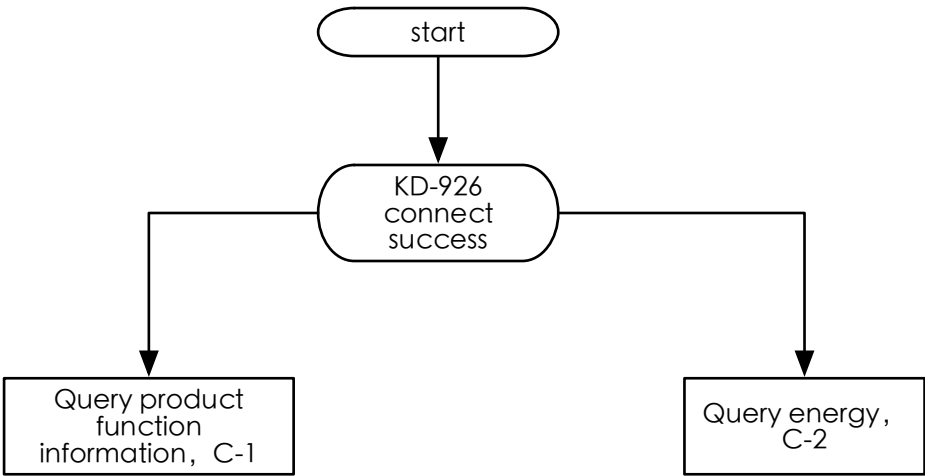 start
KD-926
connect
success
Query product
function
information, C-1
Query energy,
C-2